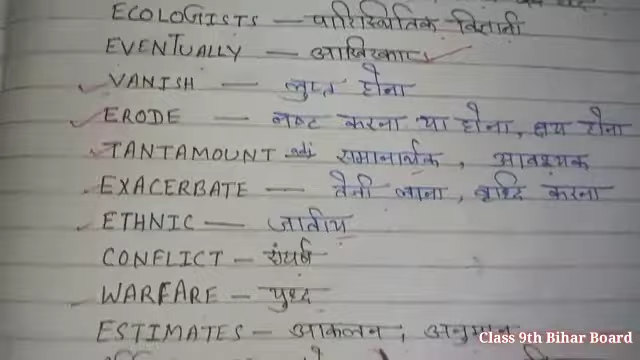 ECOLOGISTS — पारिस्थितिक विज्ञानी
EVENTUALLY — आखिरकार
VANISH — लुप्त होना
ERODE — नष्ट करना या होना, क्षय होना
TANTAMOUNT adj समानार्थक, आवश्यक
EXACERBATE — तेजी लाना, वृद्धि करना
ETHNIC — जातीय
CONFLICT — संघर्ष
WARFARE — युद्ध
ESTIMATES — आकलन, अनुमान
Class 9th Bihar Board